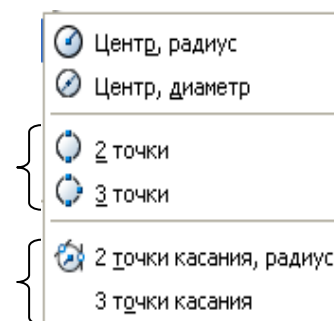 Центр, радиус
Центр, диаметр
2 точки
3 точки
2 точки касания, радиус
3 точки касания